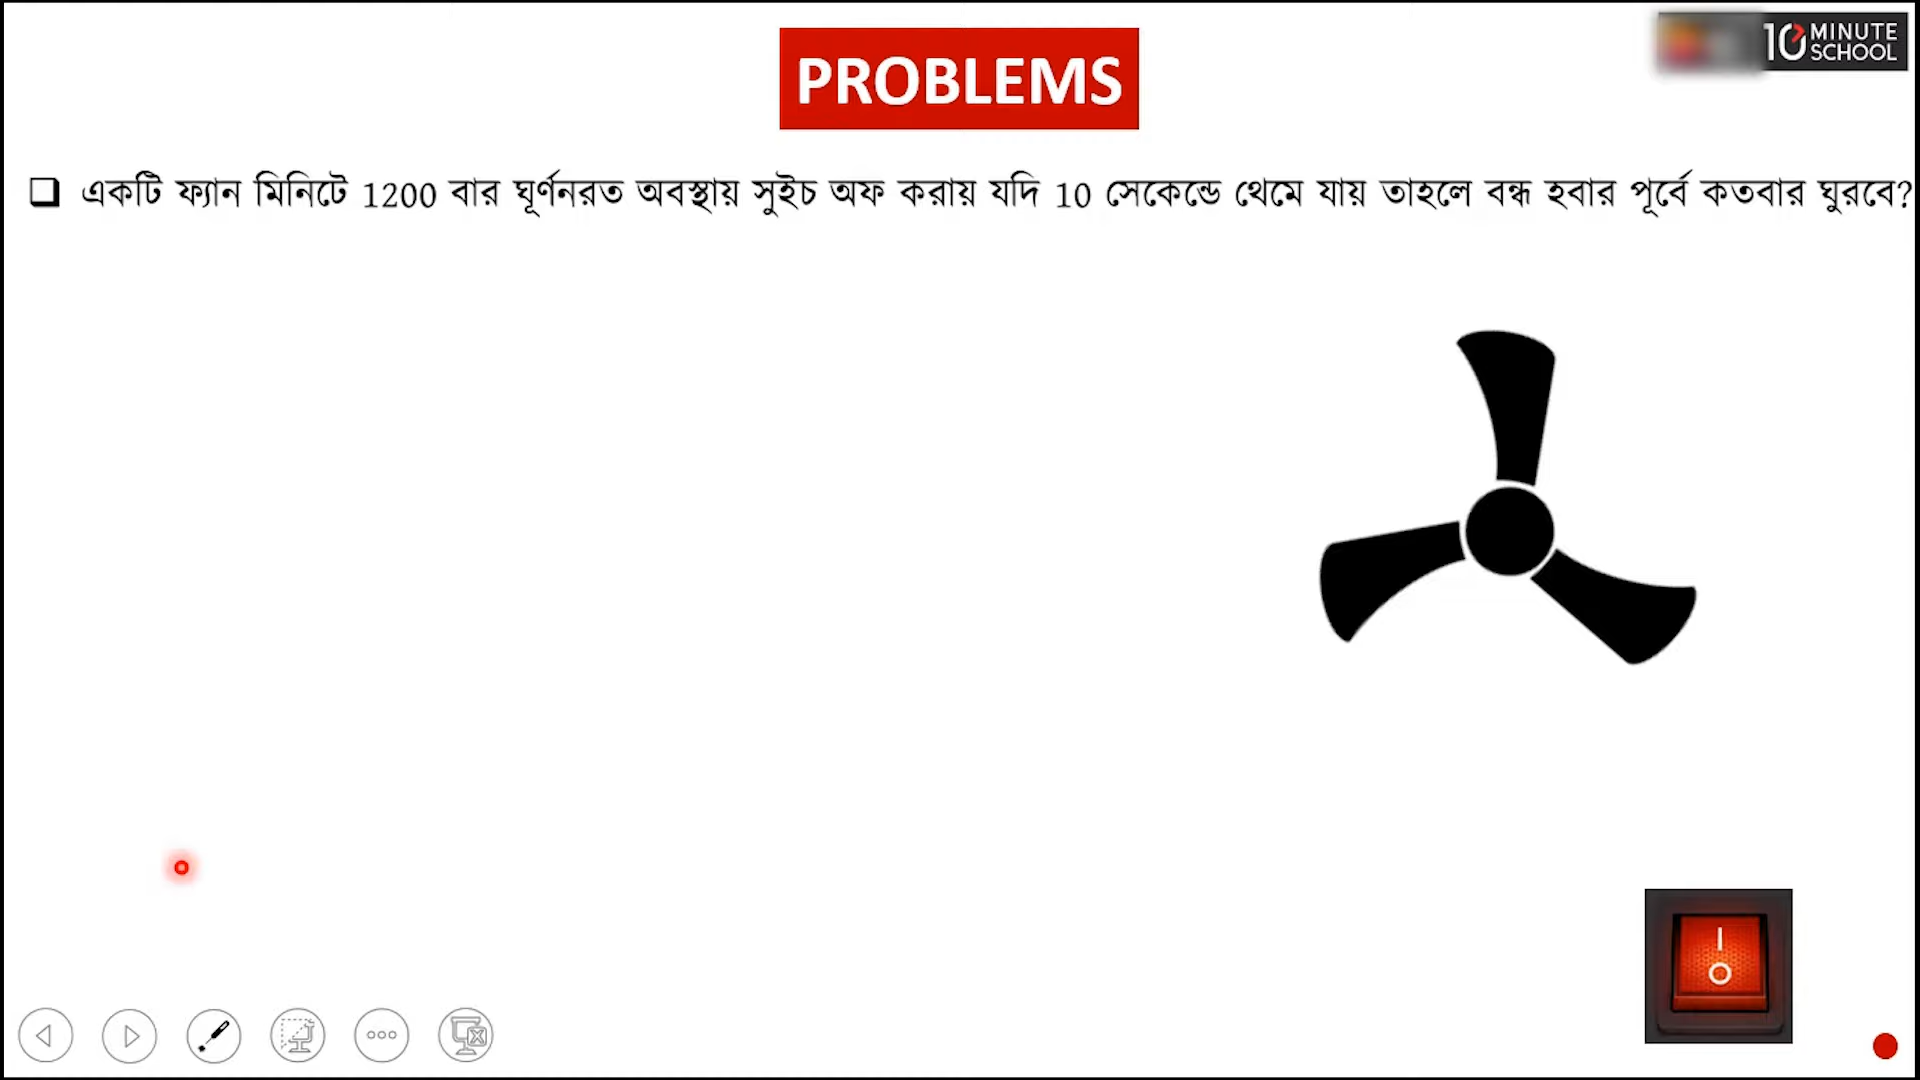 PROBLEMS
10 MINUTE SCHOOL
একটি ফ্যান মিনিটে 1200 বার ঘূর্ণনরত অবস্থায় সুইচ অফ করায় যদি 10 সেকেন্ডে থেমে যায় তাহলে বন্ধ হবার পূর্বে কতবার ঘুরবে?